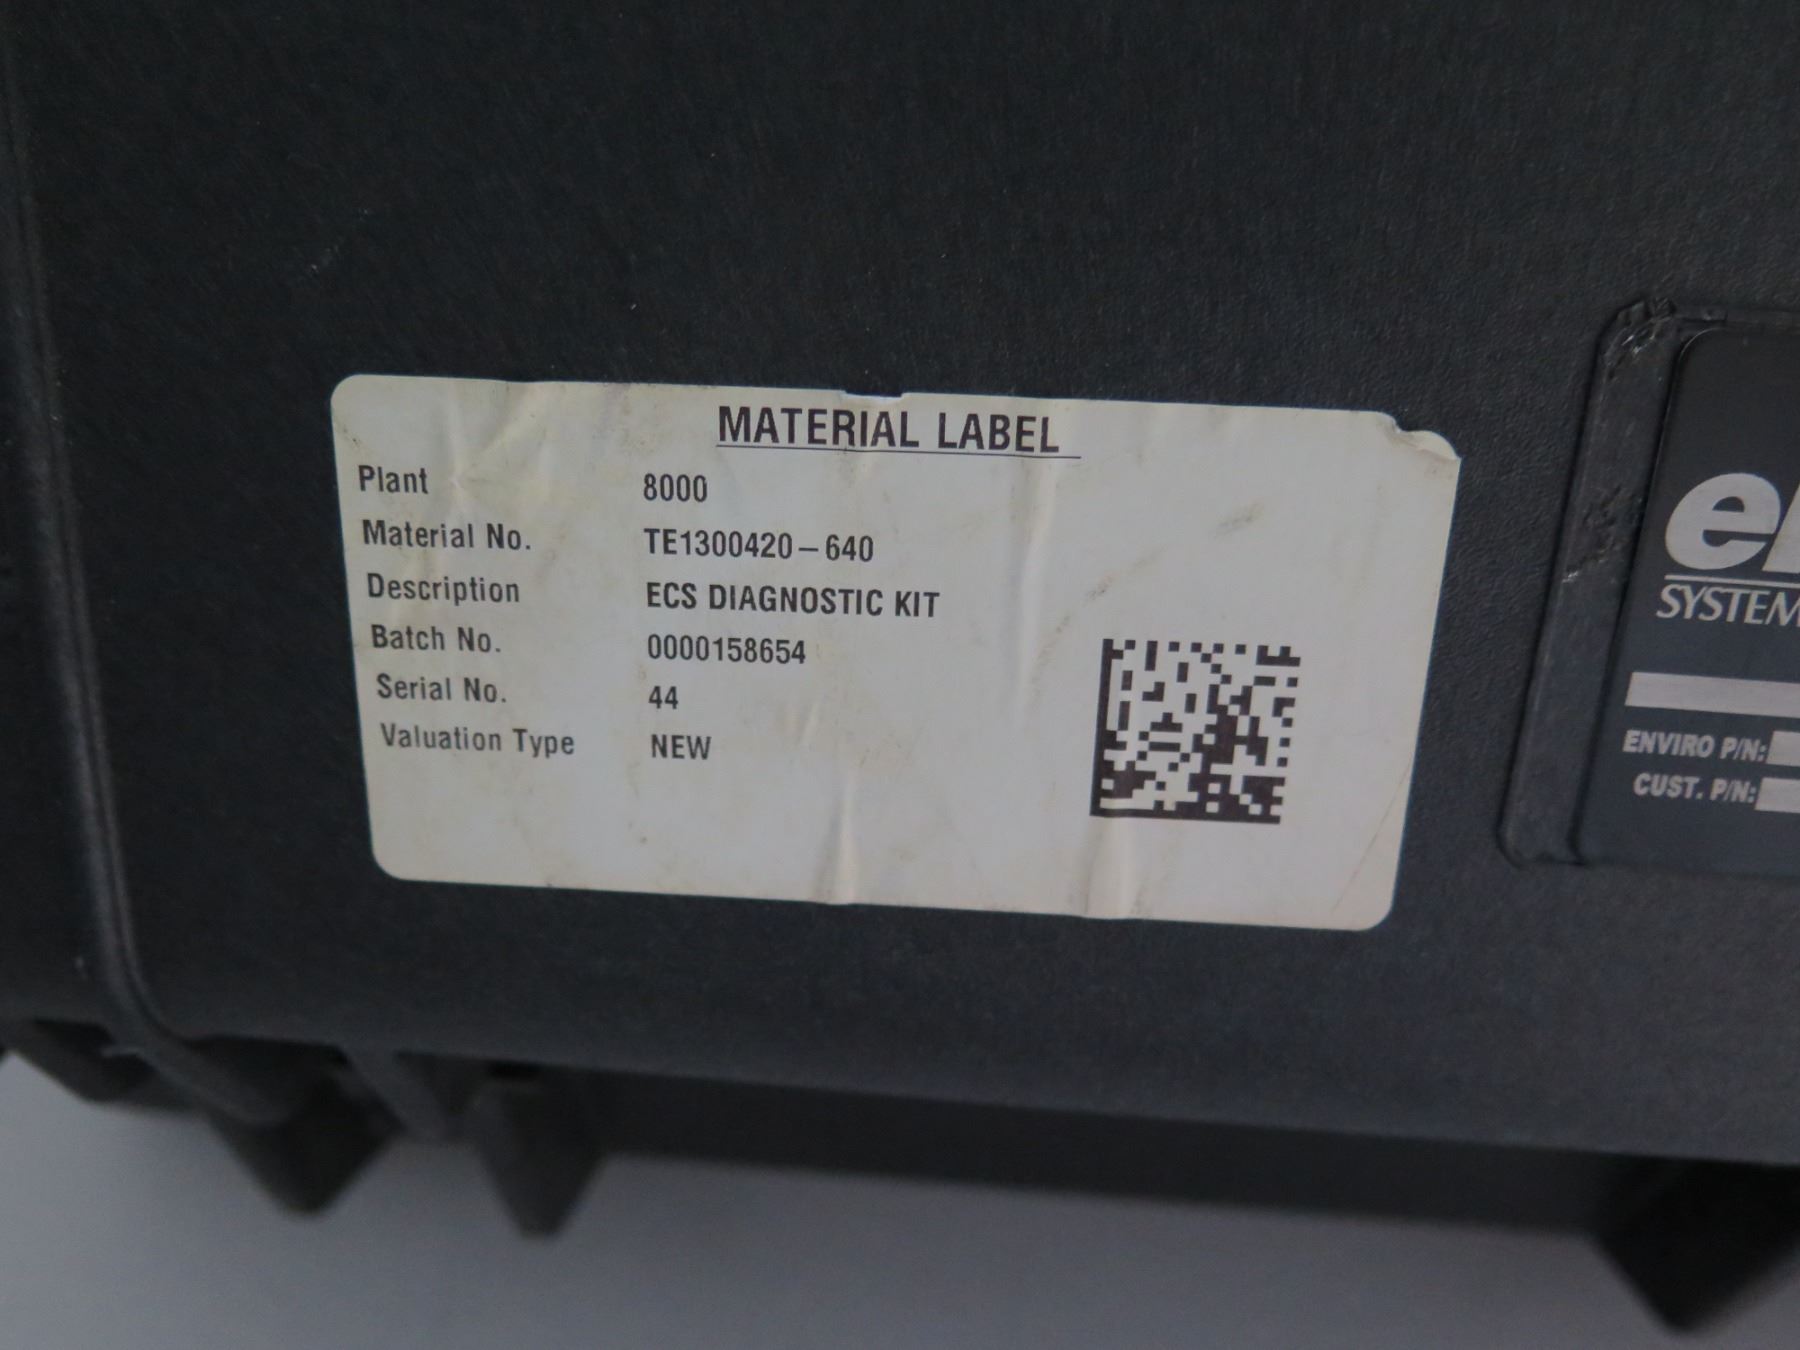 MATERIAL LABEL
Plant 8000
Material No. TE1300420-640
Description ECS DIAGNOSTIC KIT
Batch No. 0000158654
Serial No. 44
Valuation Type NEW
SYSTEM
ENVIRO P/N:
CUST. P/N: